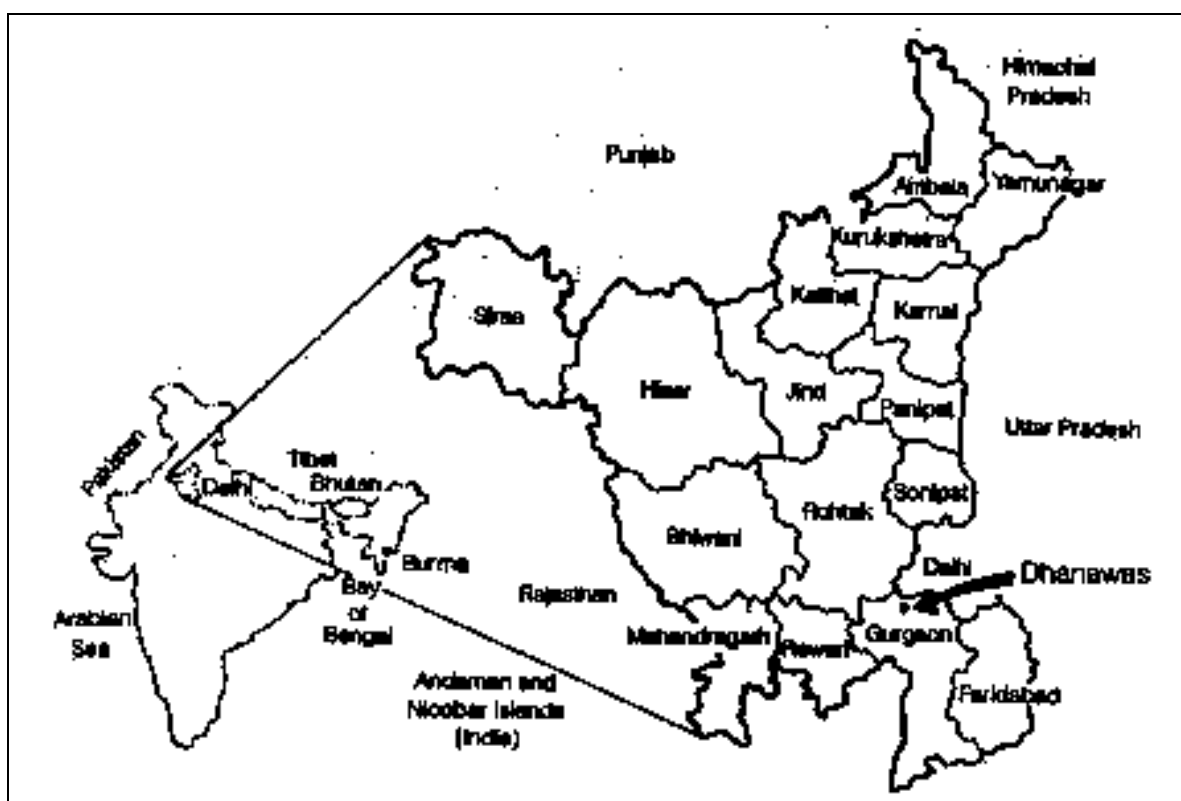 Himachal
Pradesh
Punjab
Ambala
Yamunagar
Kurukshetra
Kaithal
Karnal
Sirsa
Hisar
Jind
Panipat
Uttar Pradesh
Pakistan
Tibet
Delhi
Bhutan
Sonipat
Rohtak
Bhiwani
Burma
Delhi
Dhanawas
Bay
of
Bengal
Rajasthan
Arabian
Sea
Mahandragarh
Rewari
Gurgaon
Andaman and
Nicobar Islands
(India)
Faridabad